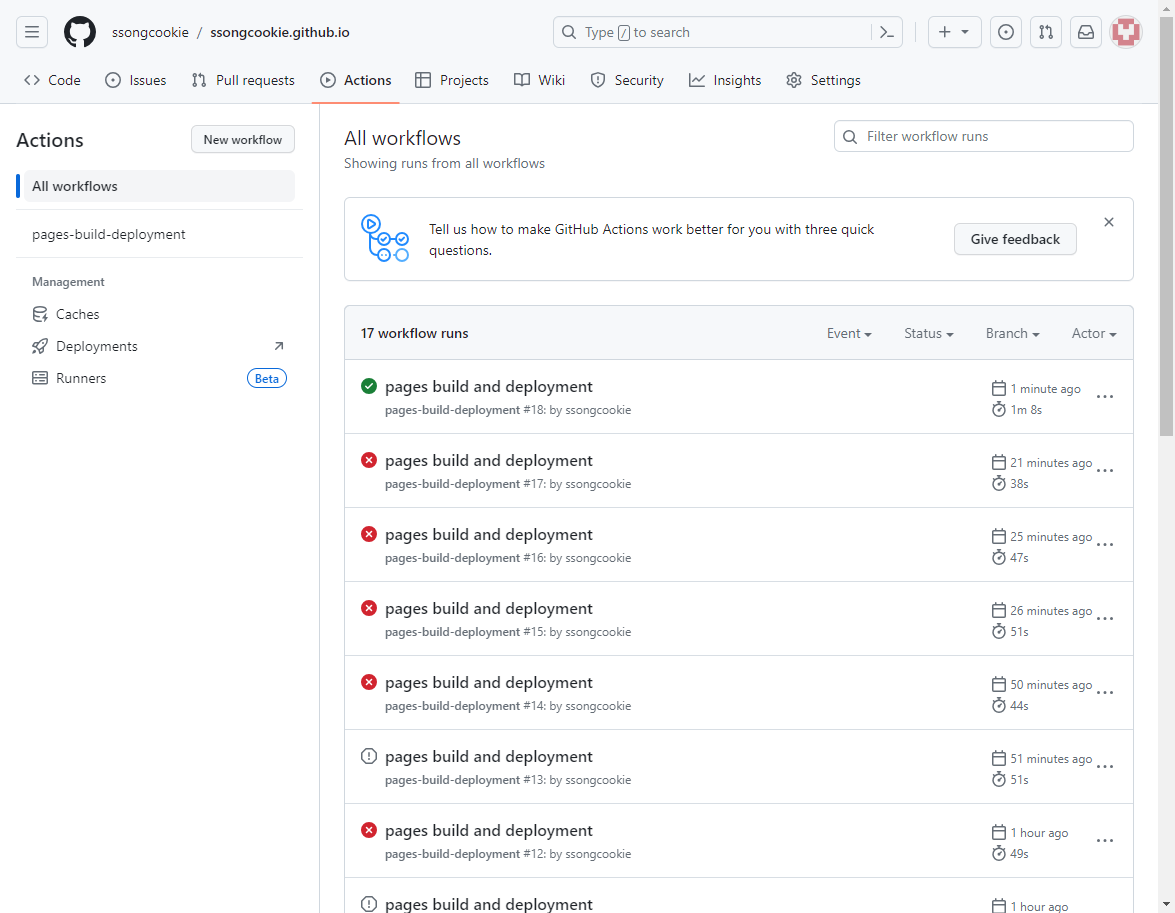 ssongcookie / ssongcookie.github.io
Type / to search
Code
Issues
Pull requests
Actions
Projects
Wiki
Security
Insights
Settings
Actions
New workflow
All workflows
pages-build-deployment
Management
Caches
Deployments
Runners
Beta
All workflows
Showing runs from all workflows
Filter workflow runs
Tell us how to make GitHub Actions work better for you with three quick
questions.
Give feedback
17 workflow runs
Event
Status
Branch
Actor
pages build and deployment
pages-build-deployment #18: by ssongcookie
1 minute ago
1m 8s
pages build and deployment
pages-build-deployment #17: by ssongcookie
21 minutes ago
38s
pages build and deployment
pages-build-deployment #16: by ssongcookie
25 minutes ago
47s
pages build and deployment
pages-build-deployment #15: by ssongcookie
26 minutes ago
51s
pages build and deployment
pages-build-deployment #14: by ssongcookie
50 minutes ago
44s
pages build and deployment
pages-build-deployment #13: by ssongcookie
51 minutes ago
51s
pages build and deployment
pages-build-deployment #12: by ssongcookie
1 hour ago
49s
pages build and deployment
1 hour ago